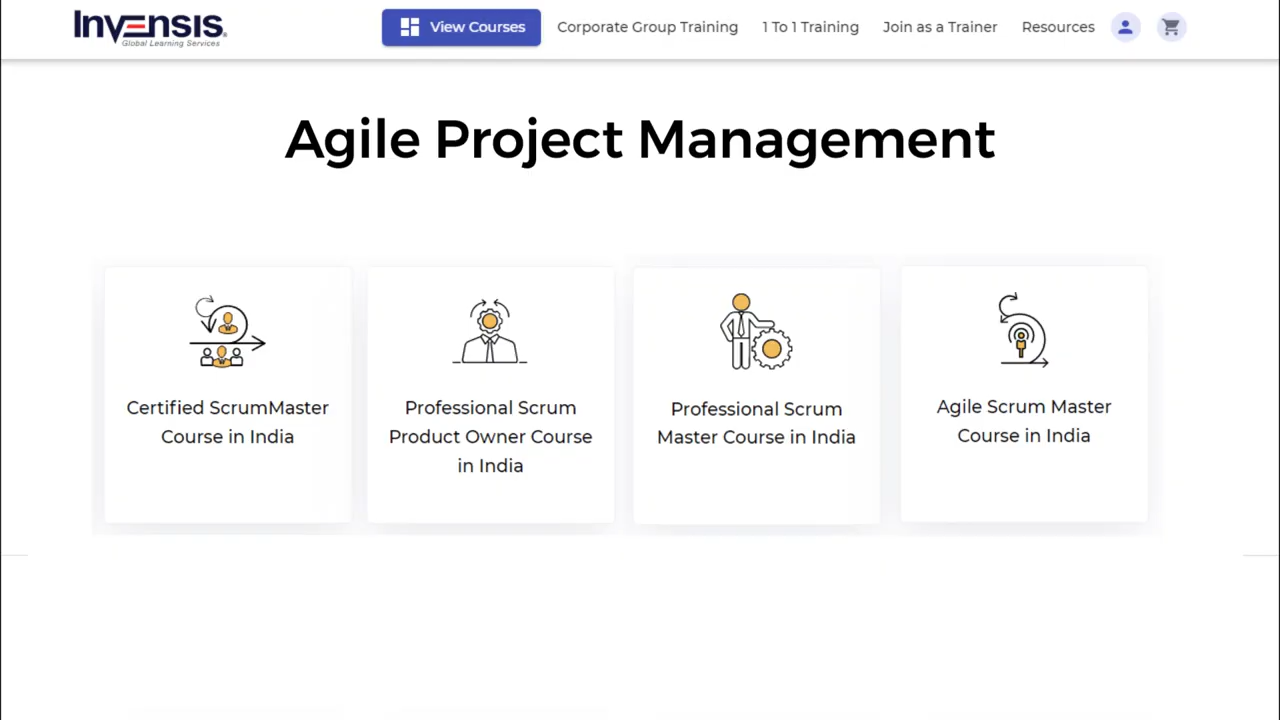 Invensis
Global Learning Services
View Courses
Corporate Group Training
1 To 1 Training
Join as a Trainer
Resources
Agile Project Management
Certified ScrumMaster
Course in India
Professional Scrum
Product Owner Course
in India
Professional Scrum
Master Course in India
Agile Scrum Master
Course in India